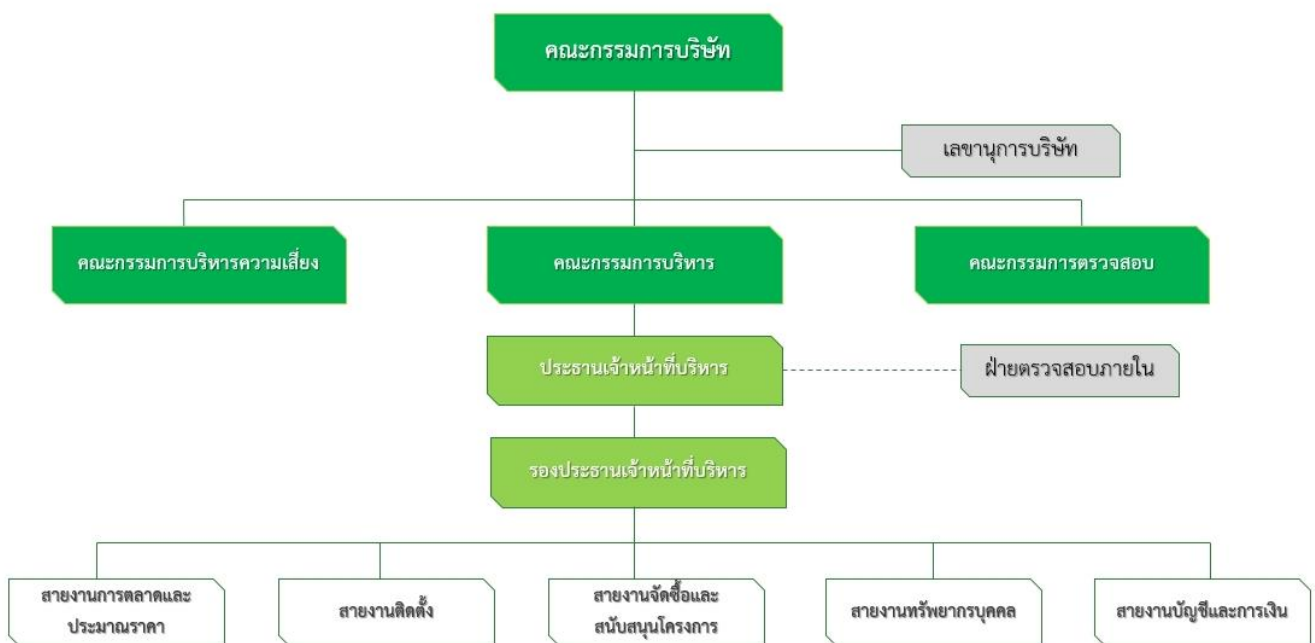 คณะกรรมการบริษัท
เลขานุการบริษัท
คณะกรรมการบริหารความเสี่ยง
คณะกรรมการบริหาร
คณะกรรมการตรวจสอบ
ประธานเจ้าหน้าที่บริหาร
ฝ่ายตรวจสอบภายใน
รองประธานเจ้าหน้าที่บริหาร
สายงานการตลาดและ
ประมาณราคา
สายงานติดตั้ง
สายงานจัดซื้อและ
สนับสนุนโครงการ
สายงานทรัพยากรบุคคล
สายงานบัญชีและการเงิน